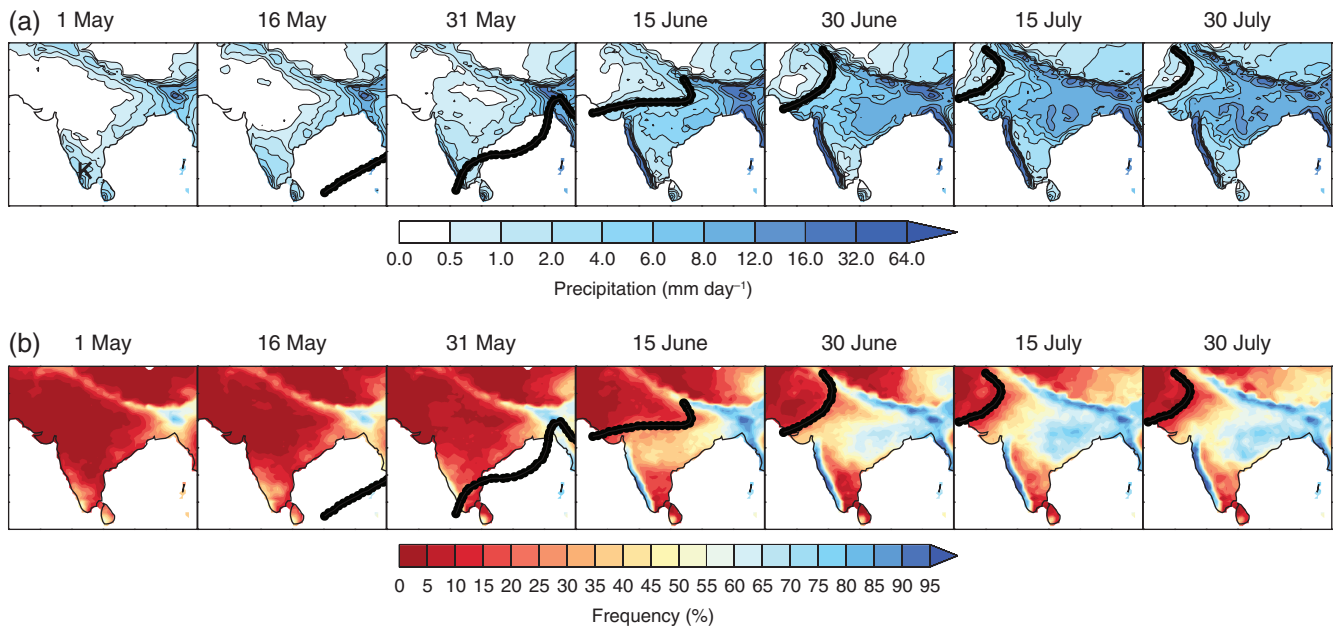 (a)
1 May 16 May 31 May 15 June 30 June 15 July 30 July
K
0.0 0.5 1.0 2.0 4.0 6.0 8.0 12.0 16.0 32.0 64.0
Precipitation (mm day⁻¹)
(b)
1 May 16 May 31 May 15 June 30 June 15 July 30 July
0 5 10 15 20 25 30 35 40 45 50 55 60 65 70 75 80 85 90 95
Frequency (%)